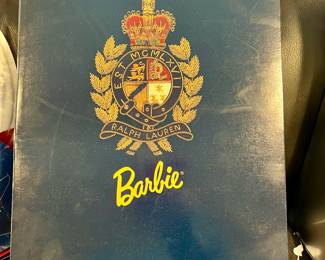 EST MCMLXVII
RALPH LAUREN
Barbie®